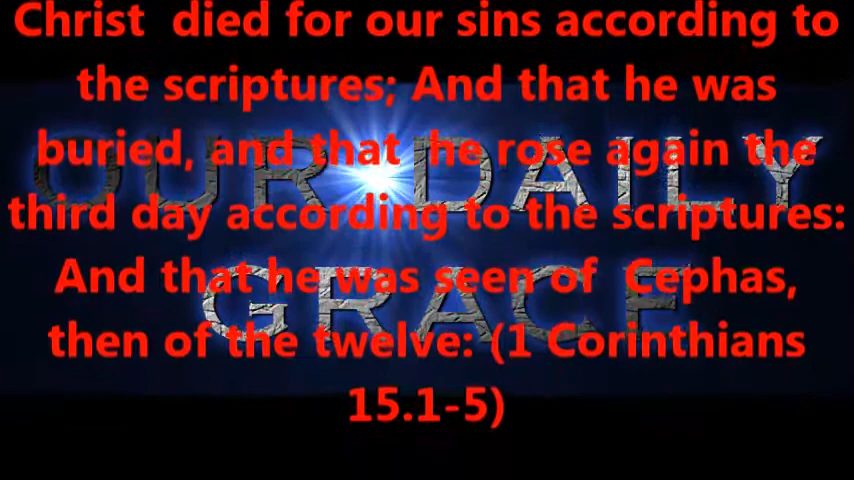 Christ died for our sins according to
the scriptures; And that he was
buried, and that he rose again the
OUR DAILY
third day according to the scriptures:
And that he was seen of Cephas,
GRACE
then of the twelve: (1 Corinthians
15.1-5)